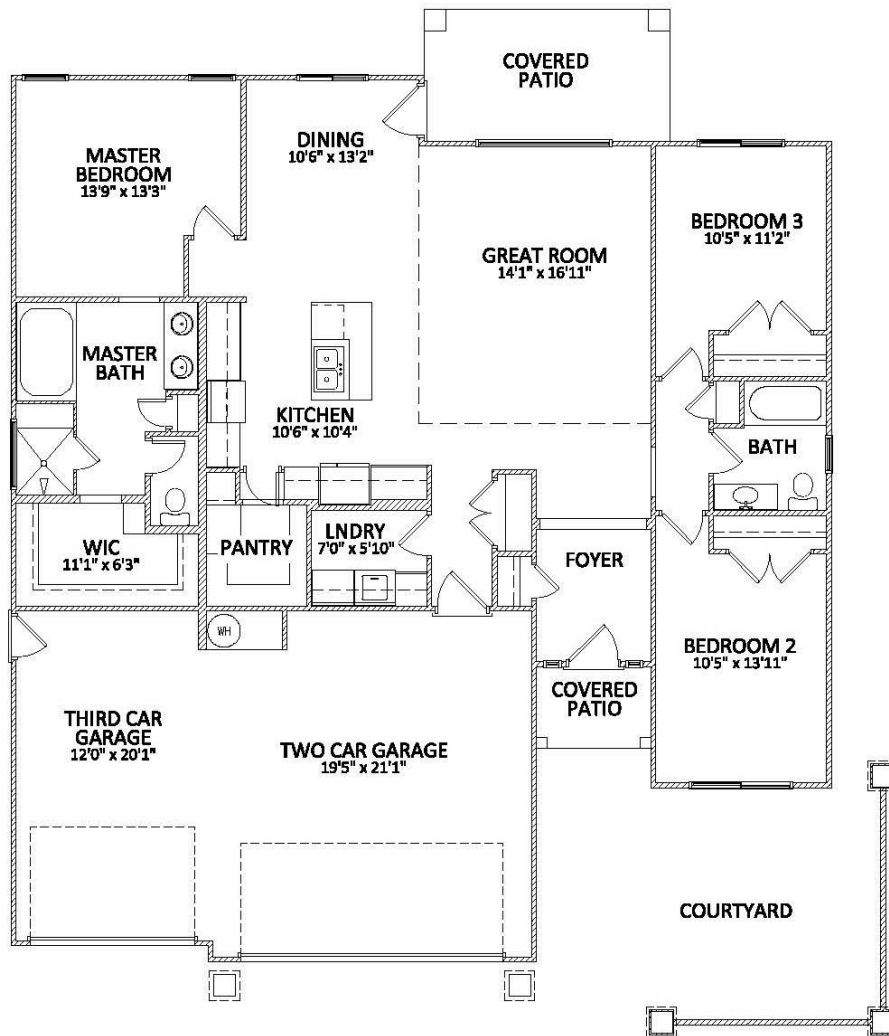 COVERED
PATIO
DINING
10'6" x 13'2"
MASTER
BEDROOM
13'9" x 13'3"
BEDROOM 3
10'5" x 11'2"
GREAT ROOM
14'1" x 16'11"
MASTER
BATH
KITCHEN
10'6" x 10'4"
BATH
WIC
11'1" x 6'3"
PANTRY
LNDRY
7'0" x 5'10"
FOYER
WH
BEDROOM 2
10'5" x 13'11"
COVERED
PATIO
THIRD CAR
GARAGE
12'0" x 20'1"
TWO CAR GARAGE
19'5" x 21'1"
COURTYARD